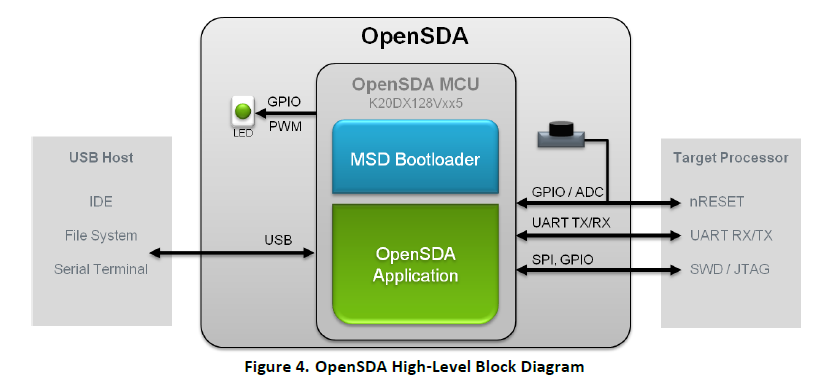 OpenSDA
OpenSDA MCU
K20DX128Vxx5
GPIO
PWM
LED
MSD Bootloader
USB Host
IDE
File System
Serial Terminal
USB
OpenSDA
Application
GPIO / ADC
UART TX/RX
SPI, GPIO
Target Processor
nRESET
UART RX/TX
SWD / JTAG
Figure 4. OpenSDA High-Level Block Diagram